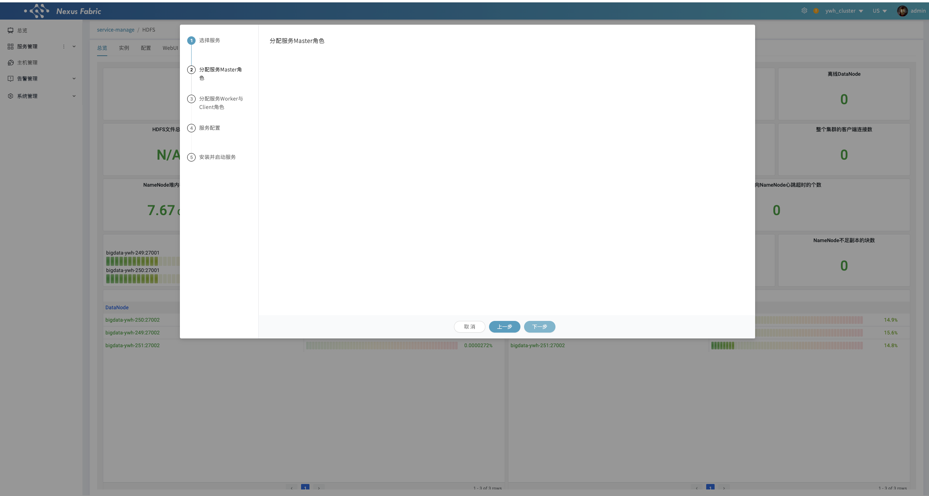 Nexus Fabric
ywh_cluster
US
admin
总览
服务管理
主机管理
告警管理
系统管理
service-manage / HDFS
总览 实例 配置 WebUI
1 选择服务
2 分配服务Master角
色
3 分配服务Worker与
Client角色
4 服务配置
5 安装并启动服务
分配服务Master角色
取消 上一步 下一步
离线DataNode
0
HDFS文件总
N/A
整个集群的客户端连接数
0
NameNode堆内
7.67
向NameNode心跳超时的个数
0
bigdata-ywh-249:27001
bigdata-ywh-250:27001
NameNode不足副本的块数
0
DataNode
bigdata-ywh-250:27002
14.9%
bigdata-ywh-249:27002
15.6%
bigdata-ywh-251:27002
0.0000272%
bigdata-ywh-251:27002
14.8%
1
1 - 3 of 3 rows
1
1 - 3 of 3 rows